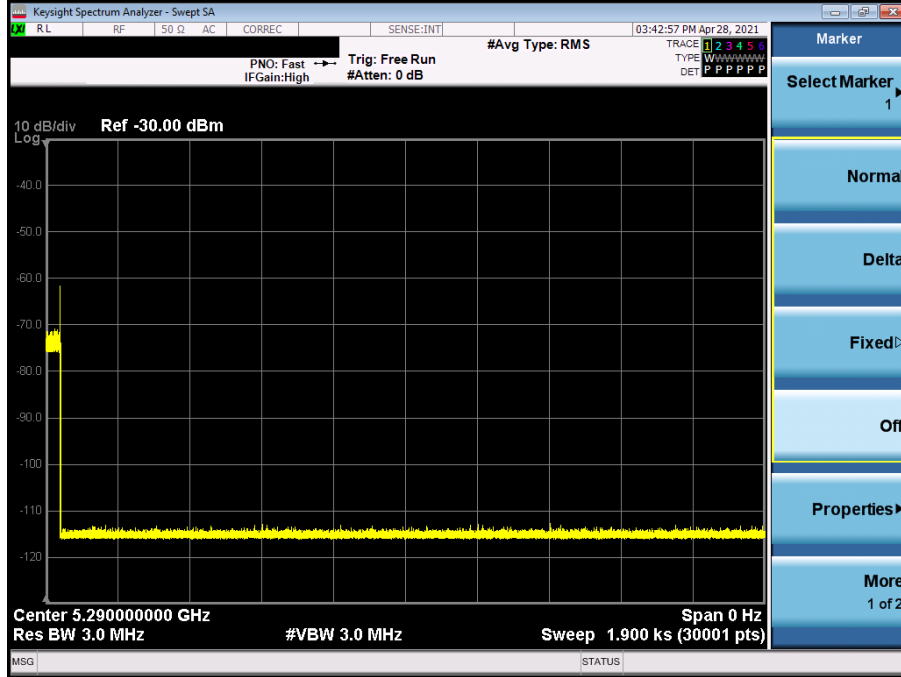 Keysight Spectrum Analyzer - Swept SA
LXI RL RF 50 Ω AC CORREC SENSE:INT 03:42:57 PM Apr 28, 2021
#Avg Type: RMS
TRACE 1 2 3 4 5 6
TYPE WWWWWW
DET P P P P P P
PNO: Fast
IFGain:High
Trig: Free Run
#Atten: 0 dB
10 dB/div Ref -30.00 dBm
Log
-40.0
-50.0
-60.0
-70.0
-80.0
-90.0
-100
-110
-120
Center 5.290000000 GHz Span 0 Hz
Res BW 3.0 MHz #VBW 3.0 MHz Sweep 1.900 ks (30001 pts)
MSG STATUS
Marker
Select Marker
1
Normal
Delta
Fixed
Off
Properties
More
1 of 2